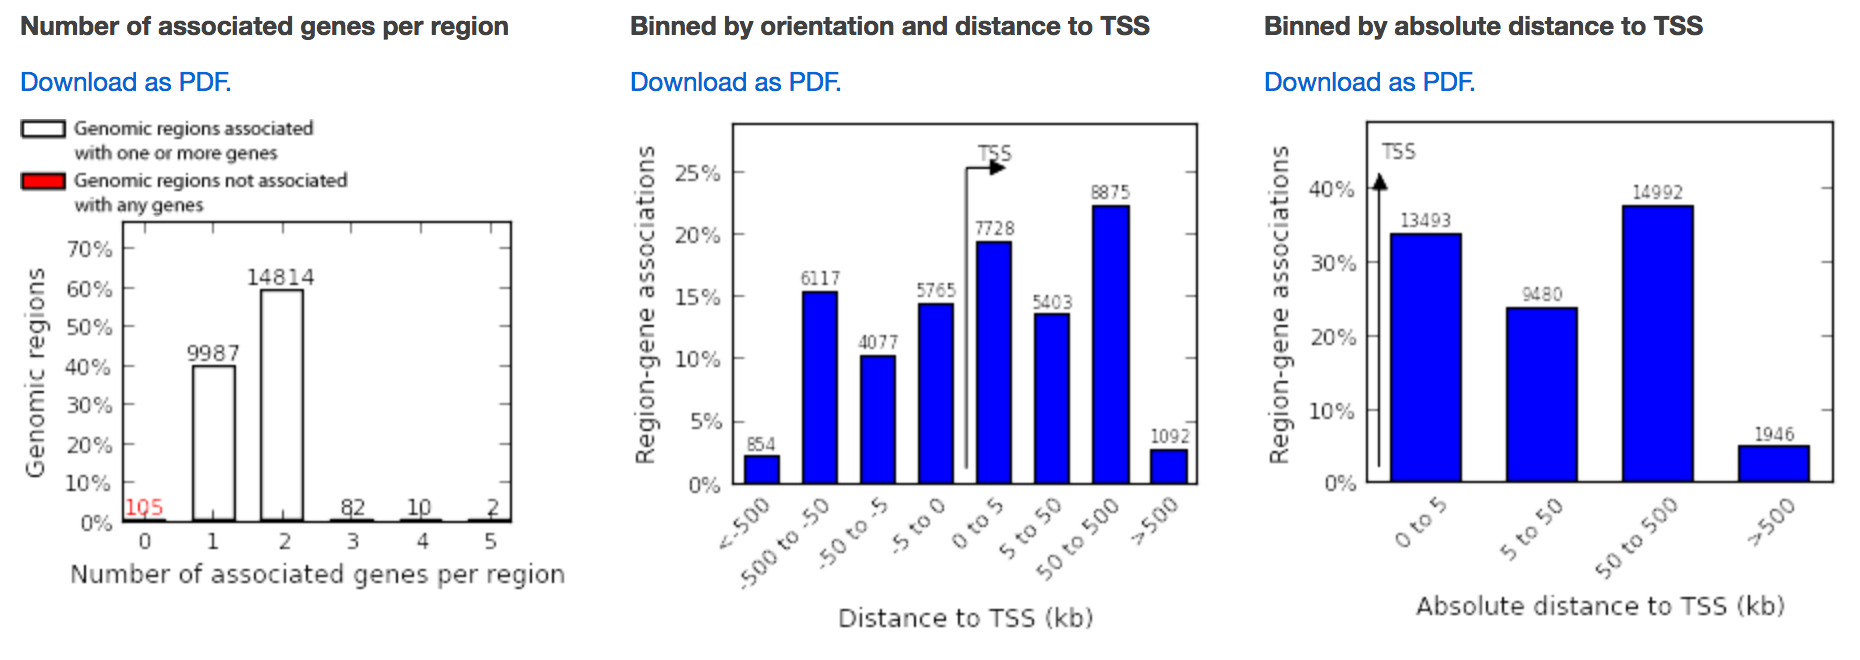 Number of associated genes per region
Download as PDF.
Genomic regions associated
with one or more genes
Genomic regions not associated
with any genes
Genomic regions
70%
60%
50%
40%
30%
20%
10%
0%
105
9987
14814
82
10
2
0
1
2
3
4
5
Number of associated genes per region
Binned by orientation and distance to TSS
Download as PDF.
Region-gene associations
25%
20%
15%
10%
5%
0%
TSS
854
6117
4077
5765
7728
5403
8875
1092
<-500
-500 to -50
-50 to -5
-5 to 0
0 to 5
5 to 50
50 to 500
>500
Distance to TSS (kb)
Binned by absolute distance to TSS
Download as PDF.
Region-gene associations
40%
30%
20%
10%
0%
TSS
13493
9480
14992
1946
0 to 5
5 to 50
50 to 500
>500
Absolute distance to TSS (kb)